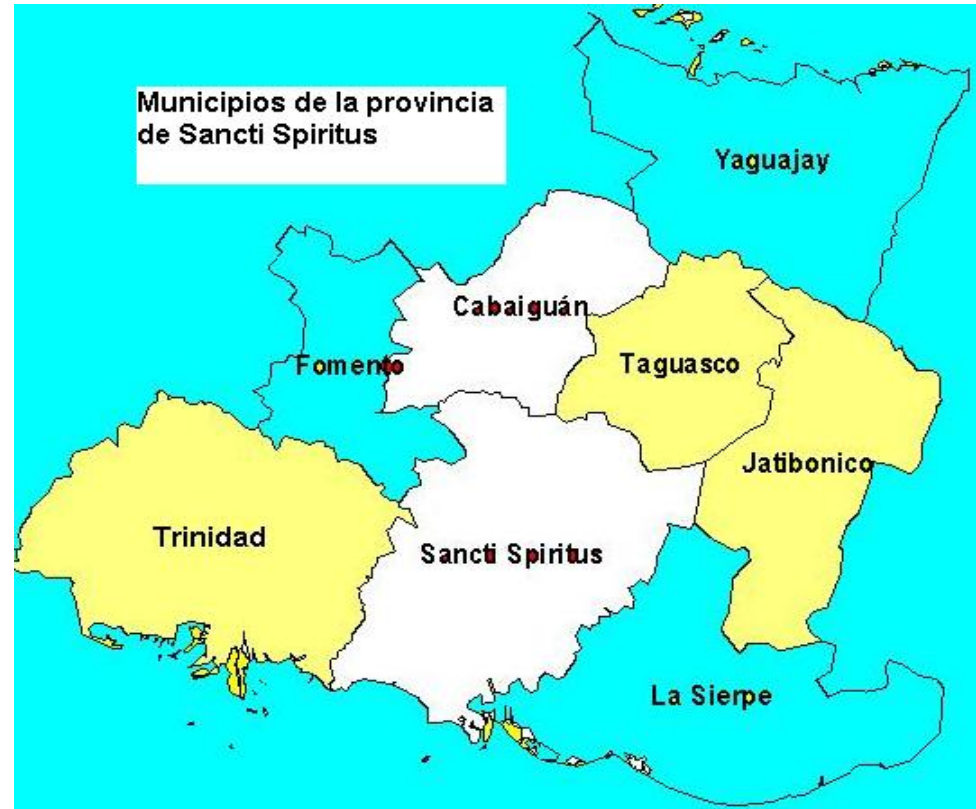 Municipios de la provincia
de Sancti Spiritus
Yaguajay
Cabaiguán
Fomento
Taguasco
Jatibonico
Trinidad
Sancti Spiritus
La Sierpe